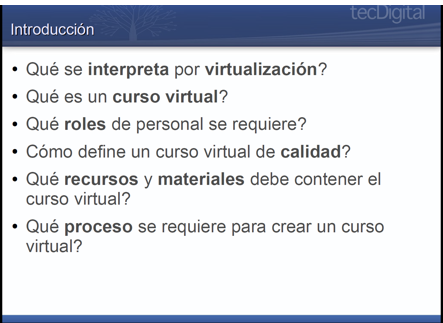 tecDigital
Introducción
• Qué se interpreta por virtualización?
• Qué es un curso virtual?
• Qué roles de personal se requiere?
• Cómo define un curso virtual de calidad?
• Qué recursos y materiales debe contener el
curso virtual?
• Qué proceso se requiere para crear un curso
virtual?